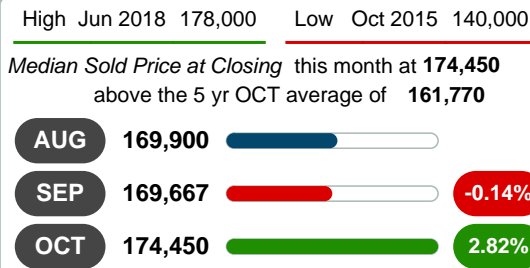 High Jun 2018 178,000 Low Oct 2015 140,000
Median Sold Price at Closing this month at 174,450
above the 5 yr OCT average of 161,770
AUG 169,900
SEP 169,667 -0.14%
OCT 174,450 2.82%